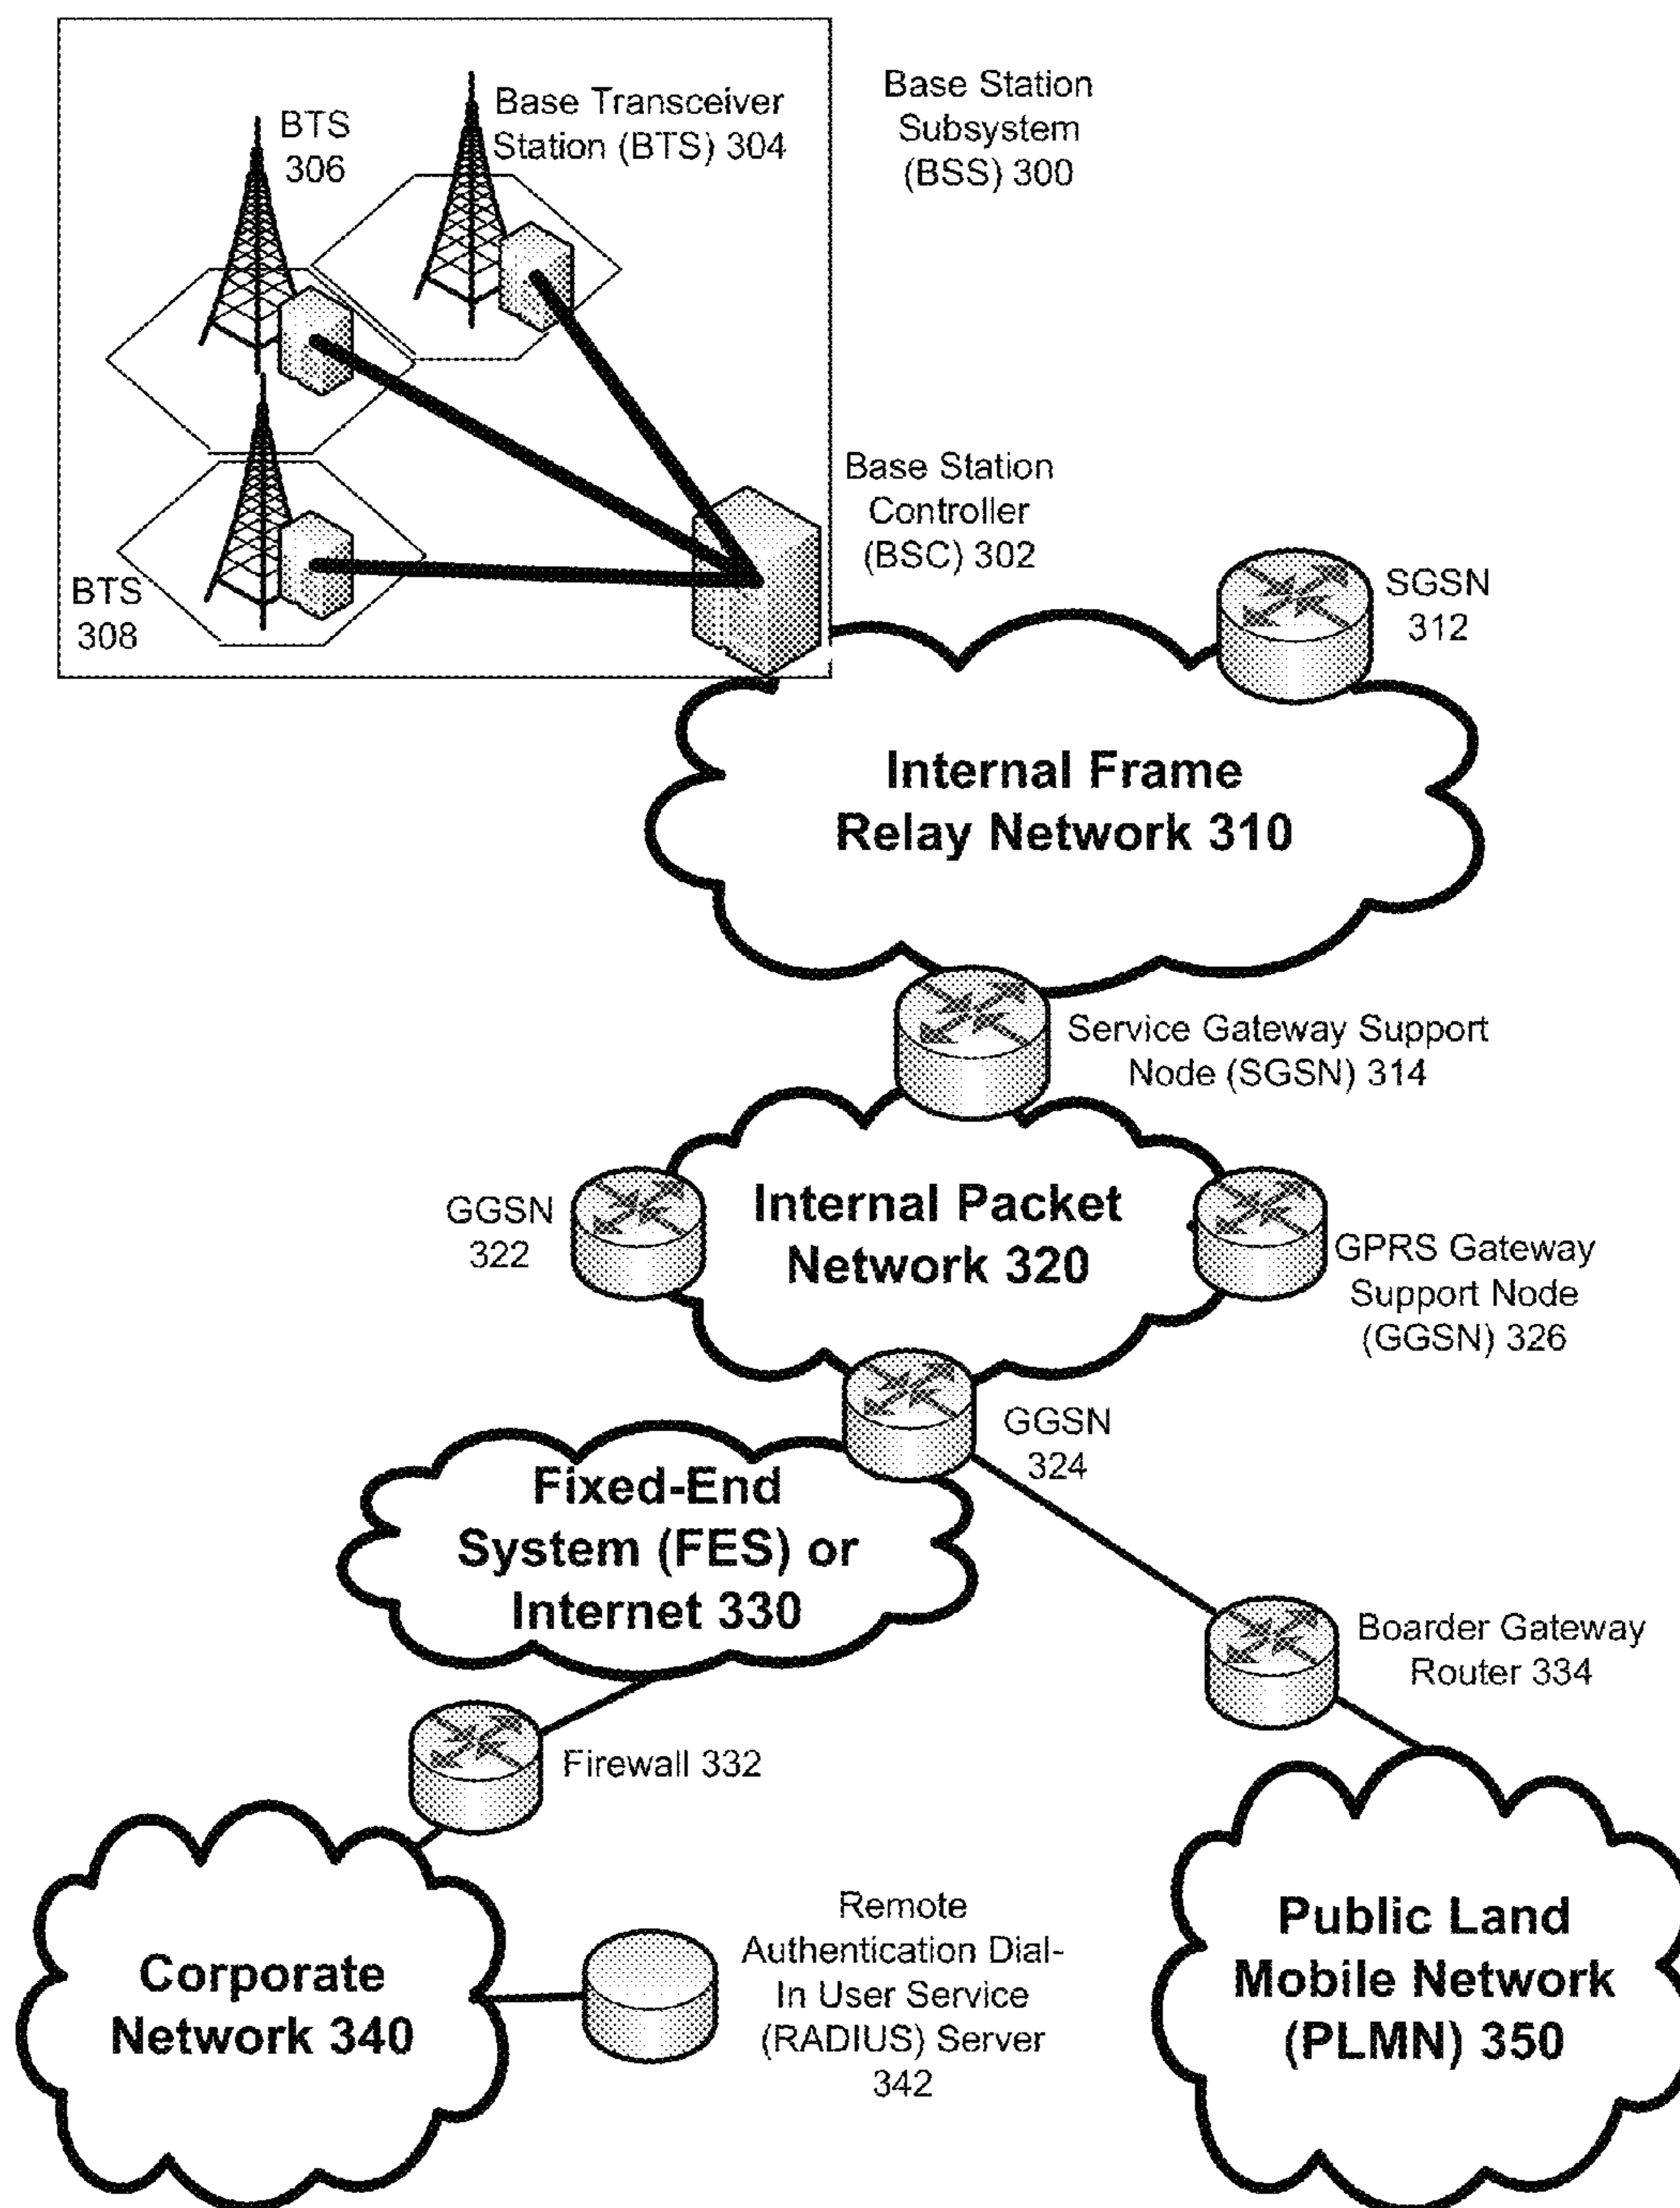 BTS
306
Base Transceiver
Station (BTS) 304
Base Station
Subsystem
(BSS) 300
Base Station
Controller
(BSC) 302
BTS
308
SGSN
312
Internal Frame
Relay Network 310
Service Gateway Support
Node (SGSN) 314
GGSN
322
Internal Packet
Network 320
GPRS Gateway
Support Node
(GGSN) 326
GGSN
324
Fixed-End
System (FES) or
Internet 330
Boarder Gateway
Router 334
Firewall 332
Corporate
Network 340
Remote
Authentication Dial-
In User Service
(RADIUS) Server
342
Public Land
Mobile Network
(PLMN) 350